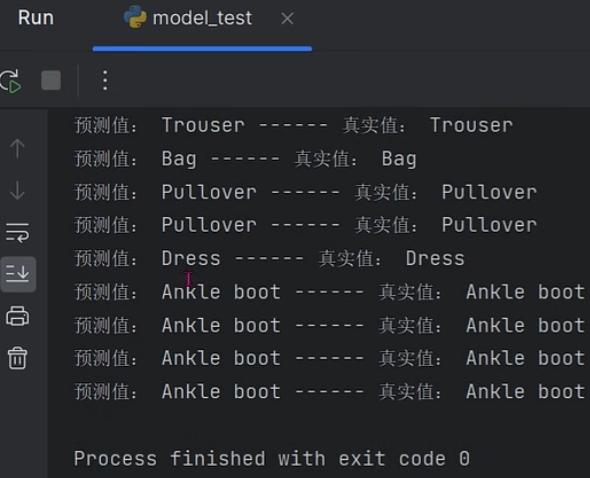 Run model_test
预测值： Trouser ------ 真实值： Trouser
预测值： Bag ------ 真实值： Bag
预测值： Pullover ------ 真实值： Pullover
预测值： Pullover ------ 真实值： Pullover
预测值： Dress ------ 真实值： Dress
预测值： Ankle boot ------ 真实值： Ankle boot
预测值： Ankle boot ------ 真实值： Ankle boot
预测值： Ankle boot ------ 真实值： Ankle boot
预测值： Ankle boot ------ 真实值： Ankle boot
Process finished with exit code 0